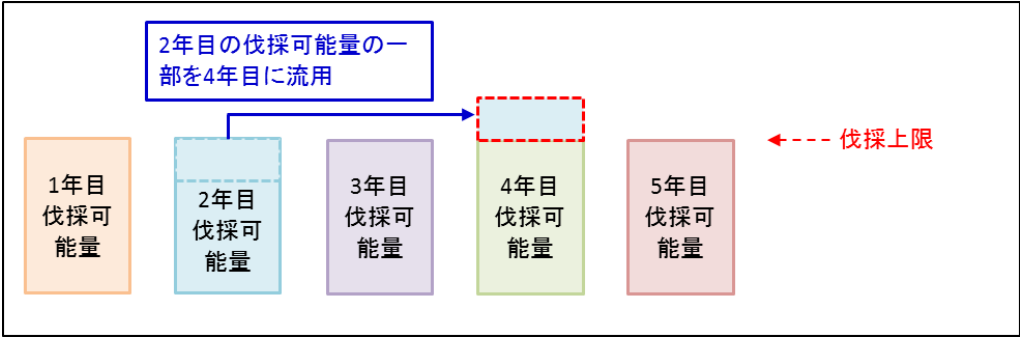 2年目の伐採可能量の一
部を4年目に流用
伐採上限
1年目
伐採可
能量
2年目
伐採可
能量
3年目
伐採可
能量
4年目
伐採可
能量
5年目
伐採可
能量